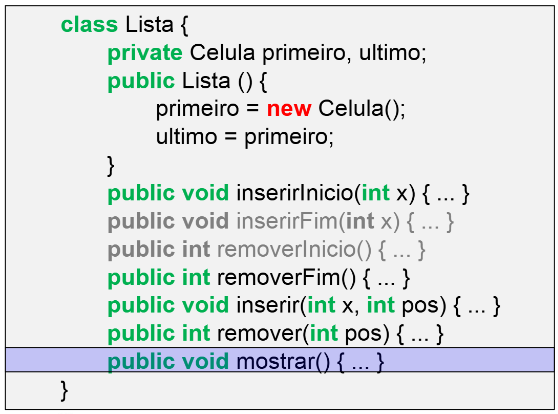 class Lista {
private Celula primeiro, ultimo;
public Lista () {
primeiro = new Celula();
ultimo = primeiro;
}
public void inserirInicio(int x) { ... }
public void inserirFim(int x) { ... }
public int removerInicio() { ... }
public int removerFim() { ... }
public void inserir(int x, int pos) { ... }
public int remover(int pos) { ... }
public void mostrar() { ... }
}